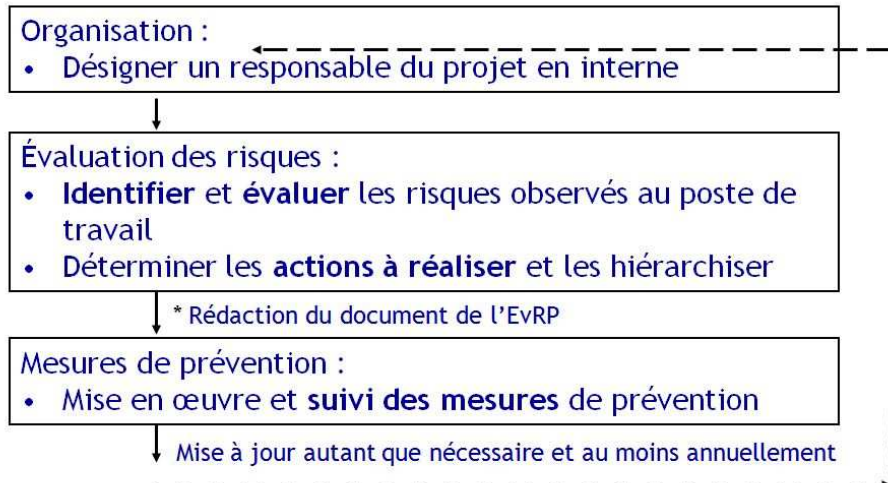 Organisation :
• Désigner un responsable du projet en interne
Évaluation des risques :
• Identifier et évaluer les risques observés au poste de
travail
• Déterminer les actions à réaliser et les hiérarchiser
* Rédaction du document de l'EvRP
Mesures de prévention :
• Mise en œuvre et suivi des mesures de prévention
Mise à jour autant que nécessaire et au moins annuellement